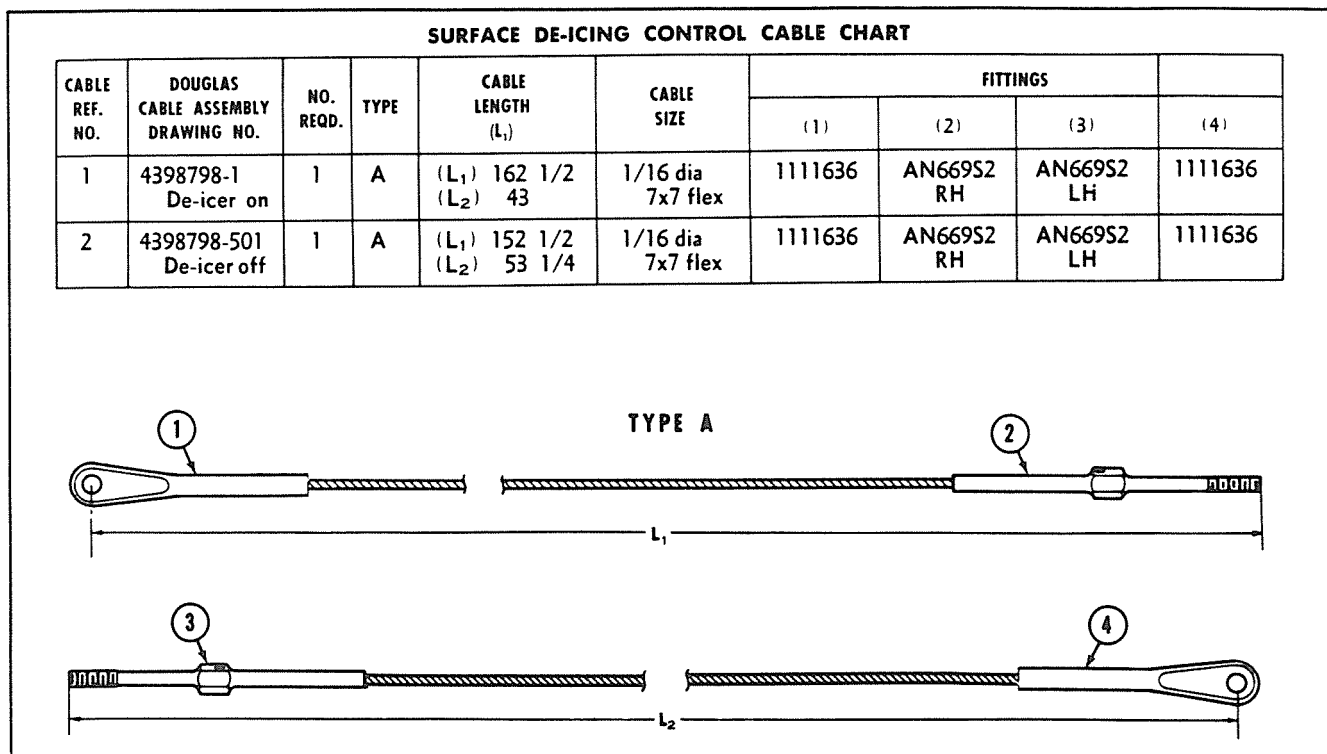 SURFACE DE-ICING CONTROL CABLE CHART
CABLE REF. NO.
DOUGLAS CABLE ASSEMBLY DRAWING NO.
NO. REQD.
TYPE
CABLE LENGTH (L₁)
CABLE SIZE
FITTINGS
(1) (2) (3) (4)
1 4398798-1 1 A (L₁) 162 1/2 1/16 dia 1111636 AN669S2 AN669S2 1111636
De-icer on (L₂) 43 7x7 flex RH LH
2 4398798-501 1 A (L₁) 152 1/2 1/16 dia 1111636 AN669S2 AN669S2 1111636
De-icer off (L₂) 53 1/4 7x7 flex RH LH
TYPE A
1
2
L₁
3
4
L₂